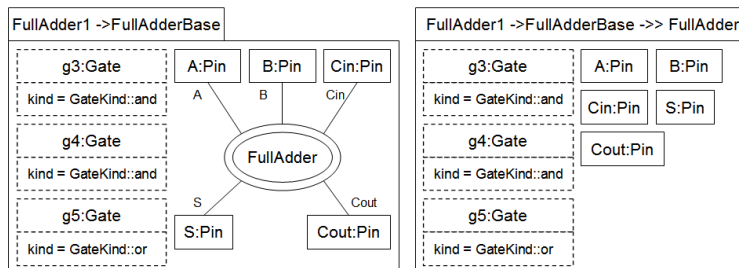 FullAdder1 ->FullAdderBase
g3:Gate
kind = GateKind::and
g4:Gate
kind = GateKind::and
g5:Gate
kind = GateKind::or
A:Pin
B:Pin
Cin:Pin
A
B
Cin
FullAdder
S
Cout
S:Pin
Cout:Pin
FullAdder1 ->FullAdderBase ->> FullAdder
g3:Gate
kind = GateKind::and
g4:Gate
kind = GateKind::and
g5:Gate
kind = GateKind::or
A:Pin
B:Pin
Cin:Pin
S:Pin
Cout:Pin